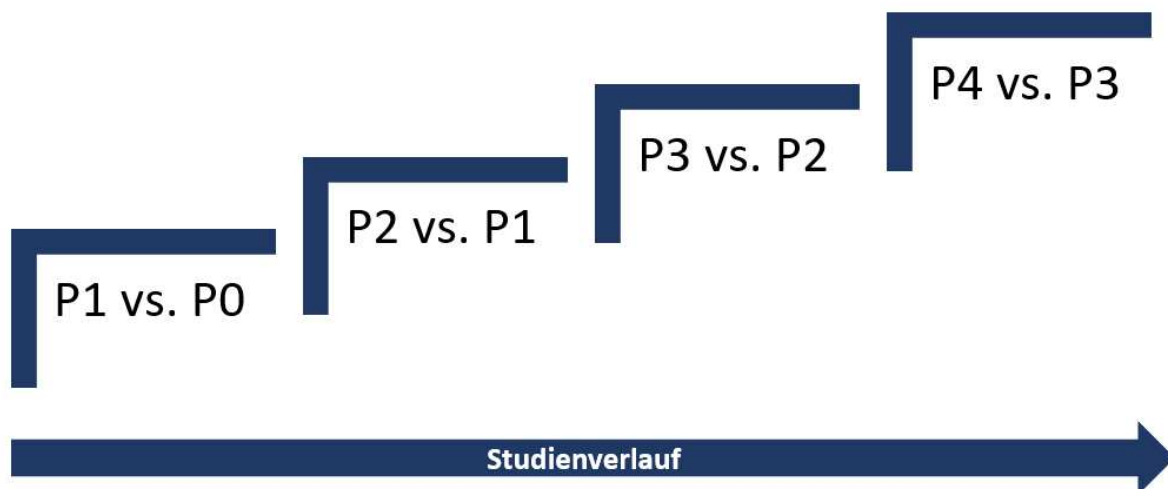 P4 vs. P3
P3 vs. P2
P2 vs. P1
P1 vs. P0
Studienverlauf